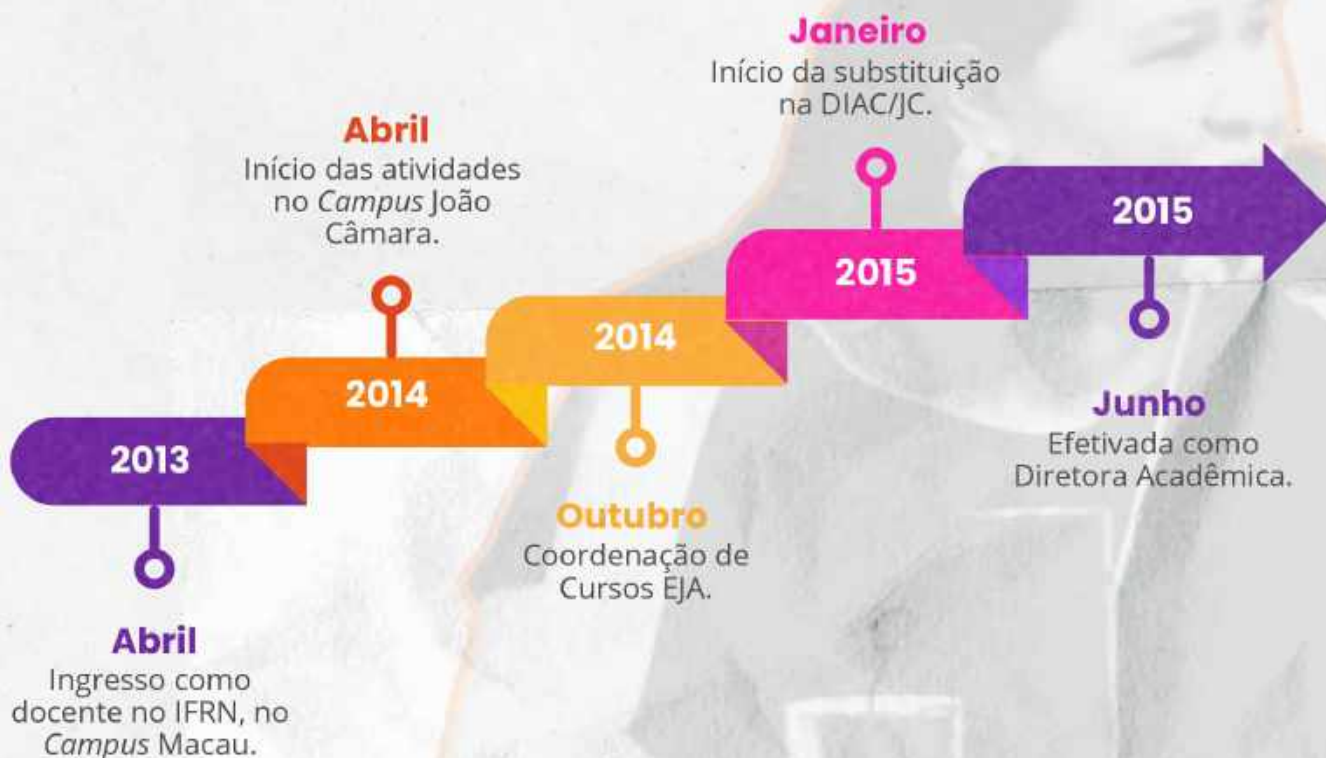 2013
Abril
Ingresso como
docente no IFRN, no
Campus Macau.
Abril
Início das atividades
no Campus João
Câmara.
2014
2014
Outubro
Coordenação de
Cursos EJA.
Janeiro
Início da substituição
na DIAC/JC.
2015
2015
Junho
Efetivada como
Diretora Acadêmica.